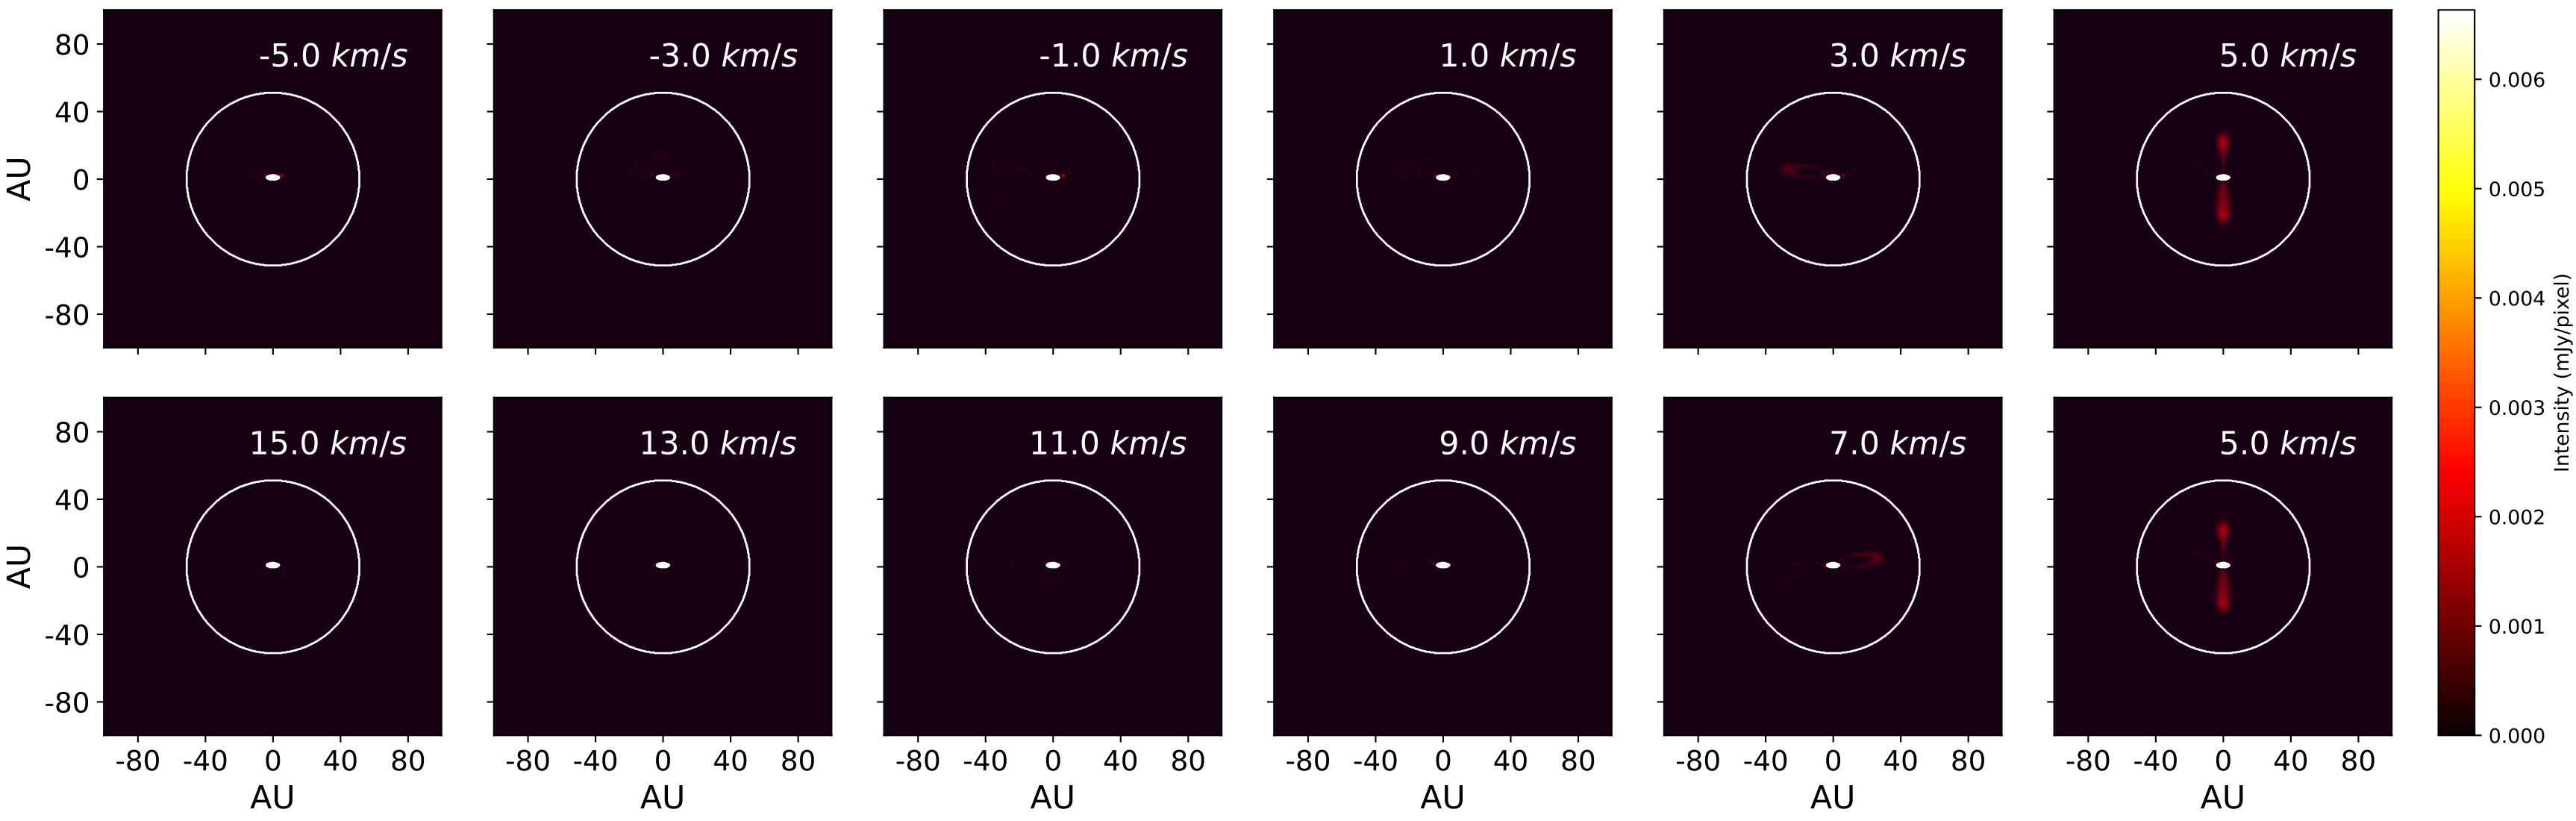 -5.0 km/s
-3.0 km/s
-1.0 km/s
1.0 km/s
3.0 km/s
5.0 km/s
80
40
0
-40
-80
AU
15.0 km/s
13.0 km/s
11.0 km/s
9.0 km/s
7.0 km/s
5.0 km/s
80
40
0
-40
-80
AU
-80 -40 0 40 80
-80 -40 0 40 80
-80 -40 0 40 80
-80 -40 0 40 80
-80 -40 0 40 80
-80 -40 0 40 80
AU
AU
AU
AU
AU
AU
0.006
0.005
0.004
0.003
0.002
0.001
0.000
Intensity (mJy/pixel)